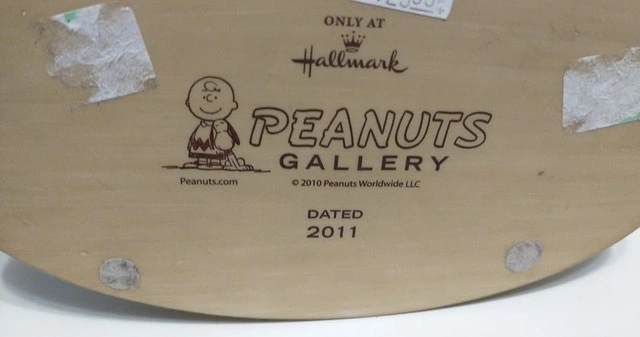 ONLY AT
Hallmark
PEANUTS
GALLERY
Peanuts.com
© 2010 Peanuts Worldwide LLC
DATED
2011